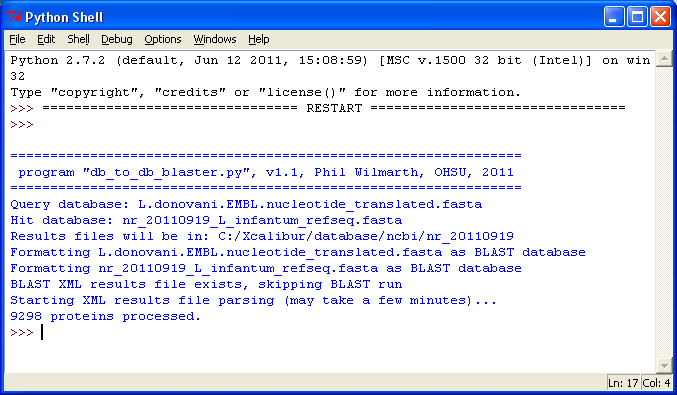 Python Shell
File Edit Shell Debug Options Windows Help
Python 2.7.2 (default, Jun 12 2011, 15:08:59) [MSC v.1500 32 bit (Intel)] on win
32
Type "copyright", "credits" or "license()" for more information.
>>> ================================ RESTART ================================
>>>
================================================================
program "db_to_db_blaster.py", v1.1, Phil Wilmarth, OHSU, 2011
================================================================
Query database: L.donovani.EMBL.nucleotide_translated.fasta
Hit database: nr_20110919_L_infantum_refseq.fasta
Results files will be in: C:/Xcalibur/database/ncbi/nr_20110919
Formatting L.donovani.EMBL.nucleotide_translated.fasta as BLAST database
Formatting nr_20110919_L_infantum_refseq.fasta as BLAST database
BLAST XML results file exists, skipping BLAST run
Starting XML results file parsing (may take a few minutes)...
9298 proteins processed.
>>>
Ln: 17 Col: 4